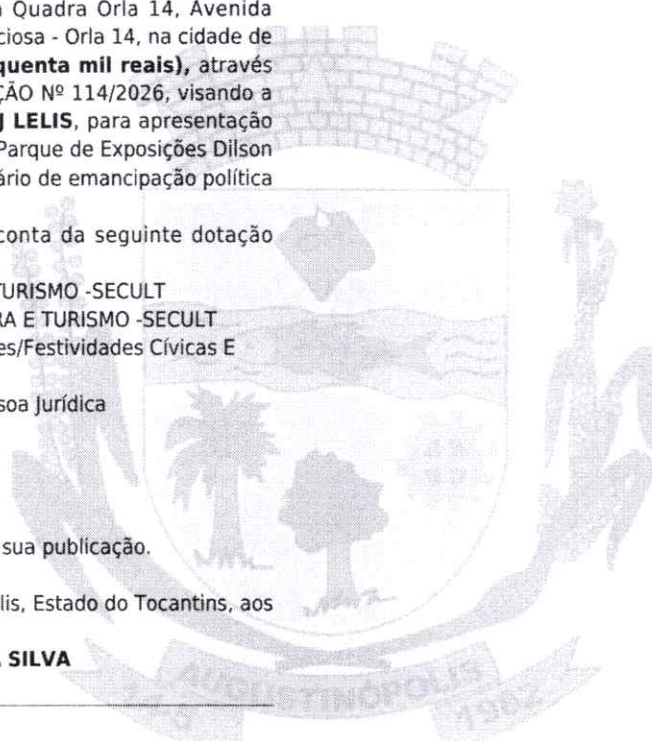 Quadra Orla 14, Avenida
ciosa - Orla 14, na cidade de
quenta mil reais), através
ÇÃO Nº 114/2026, visando a
J LELIS, para apresentação
Parque de Exposições Dilson
ário de emancipação política
conta da seguinte dotação
TURISMO -SECULT
RA E TURISMO -SECULT
es/Festividades Cívicas E
soa Jurídica
sua publicação.
lis, Estado do Tocantins, aos
A SILVA
AUGUSTINÓPOLIS
1982